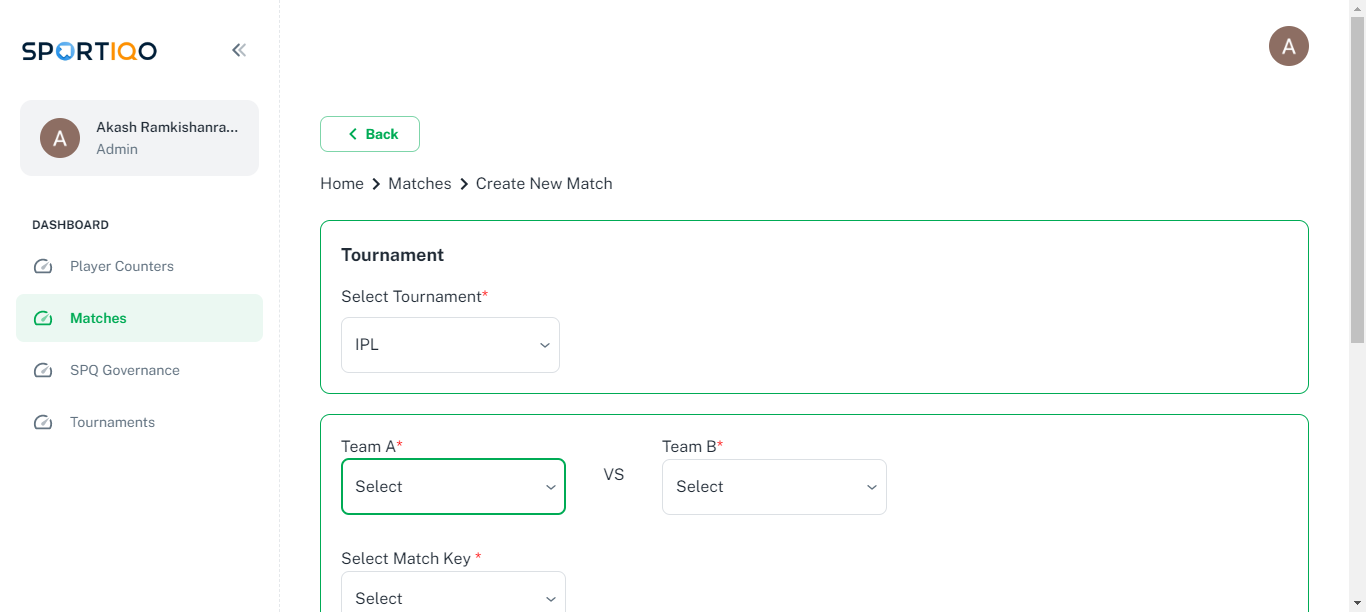 SPORTIQO
A
A
Akash Ramkishanra...
Admin
DASHBOARD
Player Counters
Matches
SPQ Governance
Tournaments
Back
Home > Matches > Create New Match
Tournament
Select Tournament*
IPL
Team A*
Select
VS
Team B*
Select
Select Match Key *
Select